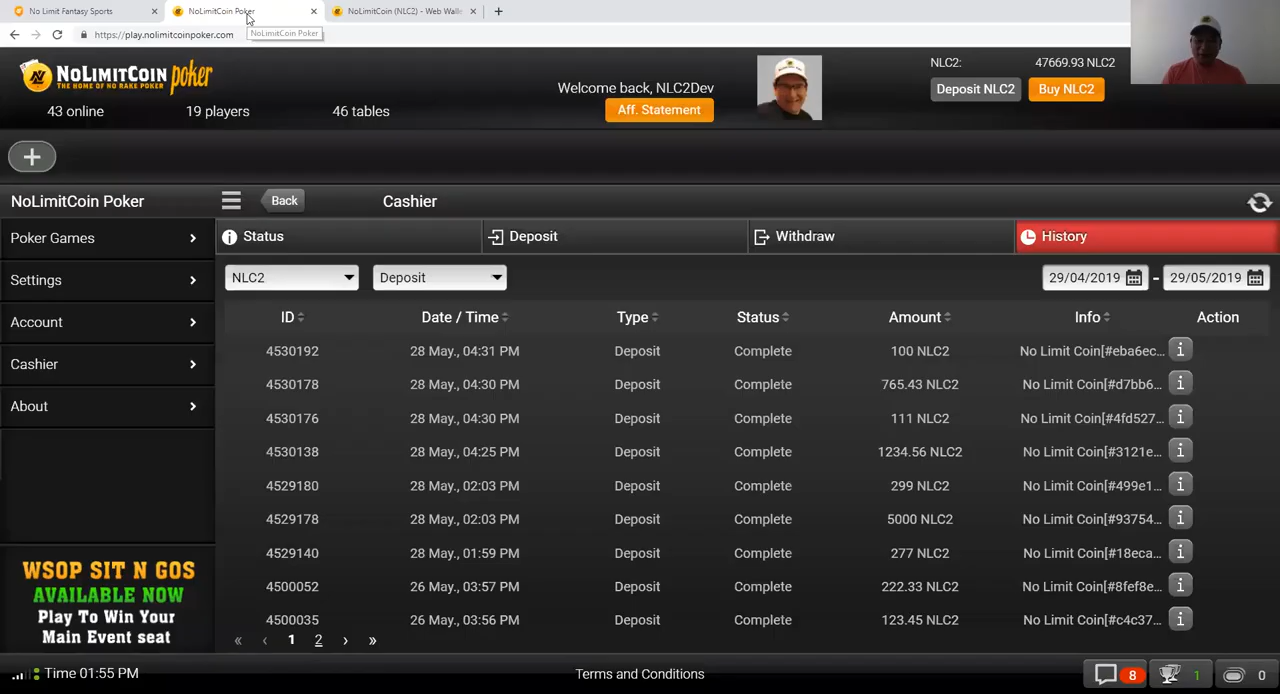 No Limit Fantasy Sports
NoLimitCoin Poker
NoLimitCoin (NLC2) - Web Wall
https://play.nolimitcoinpoker.com
NoLimitCoin Poker
NOLIMITCOIN poker
THE HOME OF NO RAKE POKER
43 online
19 players
46 tables
Welcome back, NLC2Dev
Aff. Statement
NLC2:
47669.93 NLC2
Deposit NLC2
Buy NLC2
NoLimitCoin Poker
Back
Cashier
Poker Games
Settings
Account
Cashier
About
Status
Deposit
Withdraw
History
NLC2
Deposit
29/04/2019 - 29/05/2019
ID Date / Time Type Status Amount Info Action
4530192 28 May., 04:31 PM Deposit Complete 100 NLC2 No Limit Coin[#eba6ec...
4530178 28 May., 04:30 PM Deposit Complete 765.43 NLC2 No Limit Coin[#d7bb6...
4530176 28 May., 04:30 PM Deposit Complete 111 NLC2 No Limit Coin[#4fd527...
4530138 28 May., 04:25 PM Deposit Complete 1234.56 NLC2 No Limit Coin[#3121e...
4529180 28 May., 02:03 PM Deposit Complete 299 NLC2 No Limit Coin[#499e1...
4529178 28 May., 02:03 PM Deposit Complete 5000 NLC2 No Limit Coin[#93754...
4529140 28 May., 01:59 PM Deposit Complete 277 NLC2 No Limit Coin[#18eca...
4500052 26 May., 03:57 PM Deposit Complete 222.33 NLC2 No Limit Coin[#8fef8e...
4500035 26 May., 03:56 PM Deposit Complete 123.45 NLC2 No Limit Coin[#c4c37...
« ‹ 1 2 › »
WSOP SIT N GOS
AVAILABLE NOW
Play To Win Your
Main Event seat
Time 01:55 PM
Terms and Conditions
8
1
0